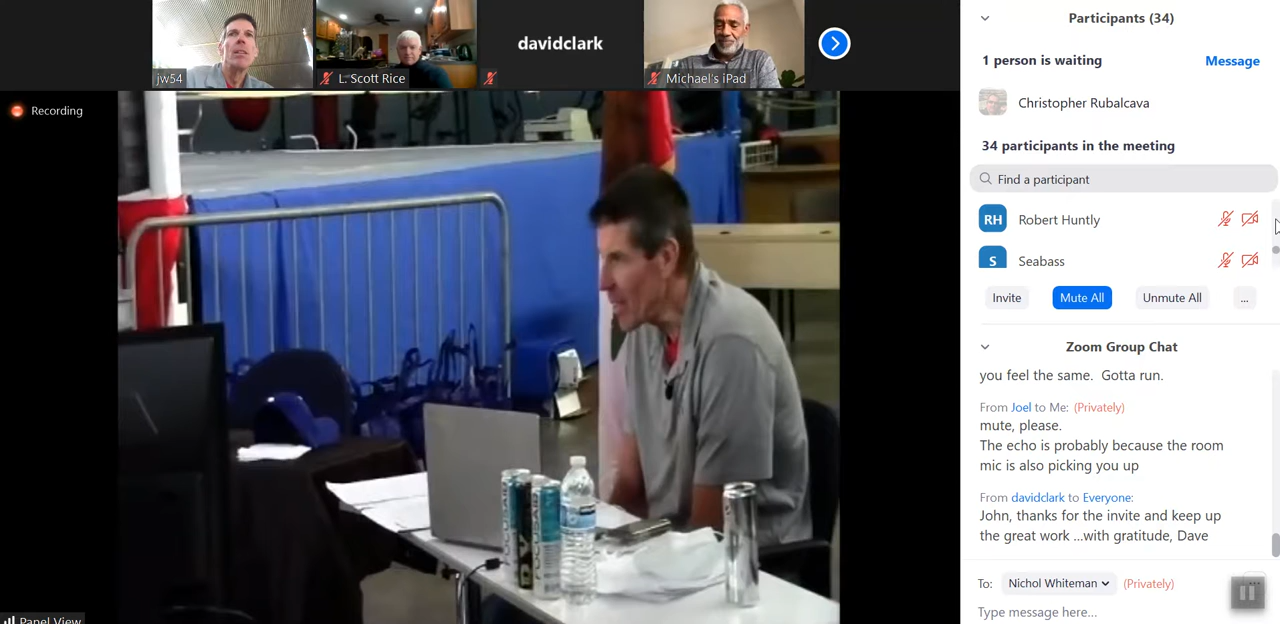 jw54
L. Scott Rice
davidclark
Michael's iPad
Recording
Panel View
Participants (34)
1 person is waiting
Message
Christopher Rubalcava
34 participants in the meeting
Find a participant
RH Robert Huntly
S Seabass
Invite
Mute All
Unmute All
...
Zoom Group Chat
you feel the same. Gotta run.
From Joel to Me: (Privately)
mute, please.
The echo is probably because the room
mic is also picking you up
From davidclark to Everyone:
John, thanks for the invite and keep up
the great work ...with gratitude, Dave
To: Nichol Whiteman (Privately)
Type message here...